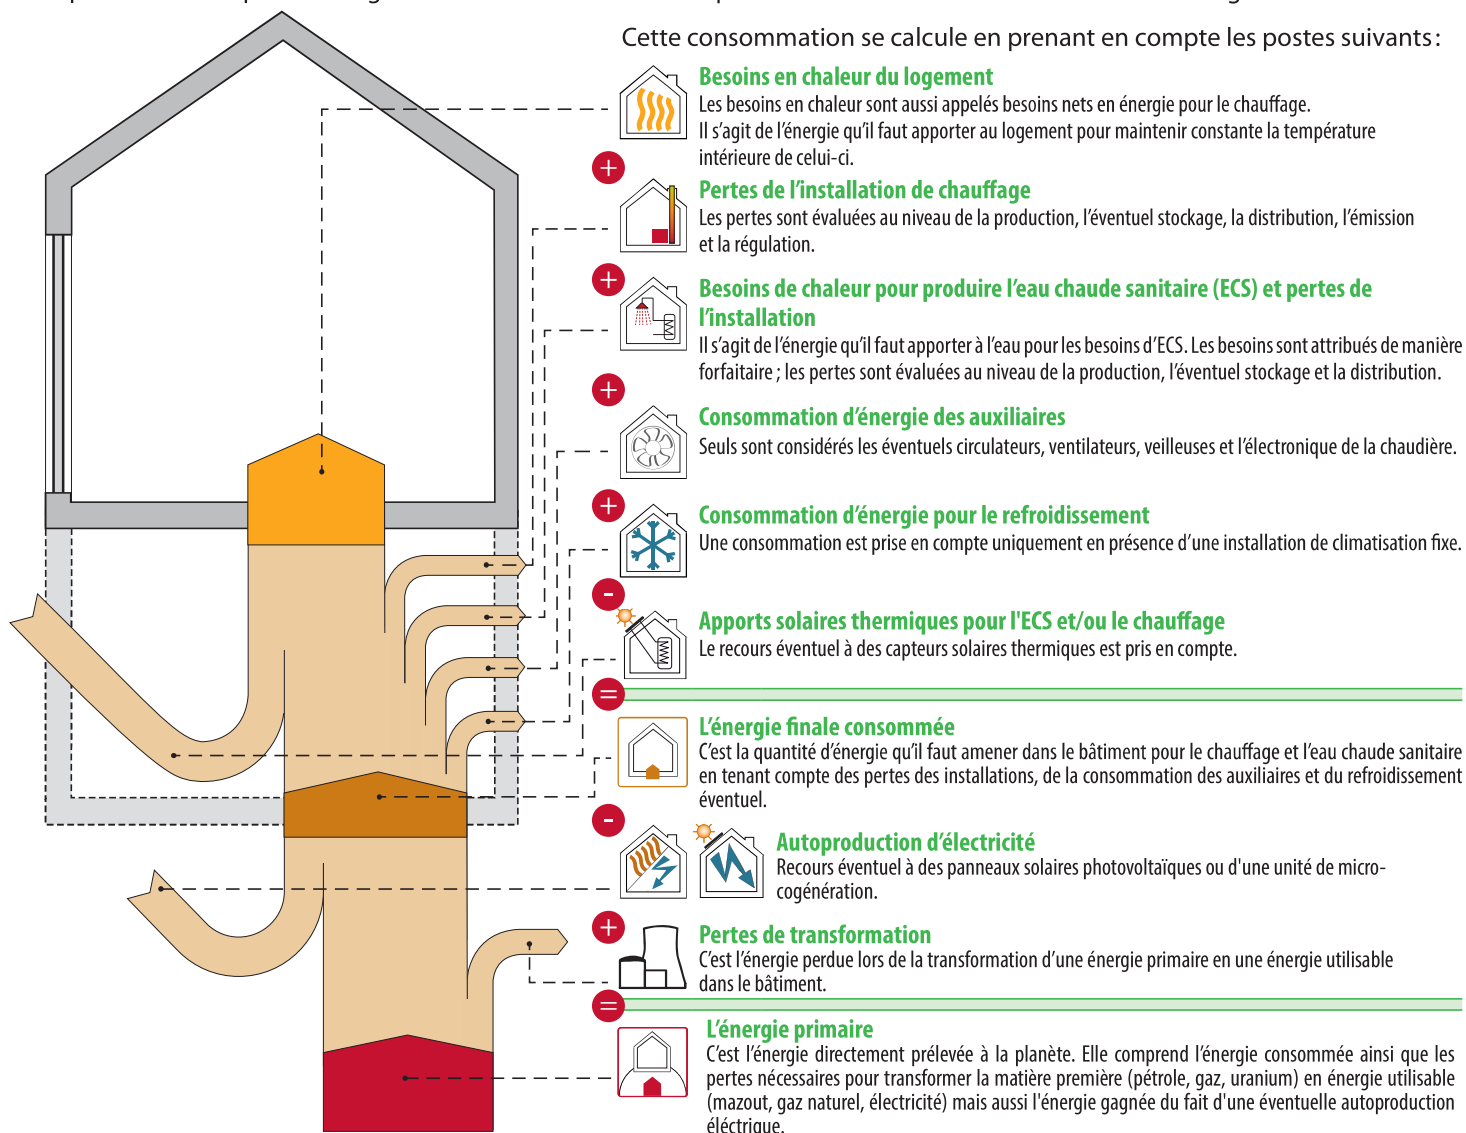 Cette consommation se calcule en prenant en compte les postes suivants :
Besoins en chaleur du logement
Les besoins en chaleur sont aussi appelés besoins nets en énergie pour le chauffage.
Il s'agit de l'énergie qu'il faut apporter au logement pour maintenir constante la température
intérieure de celui-ci.
+
Pertes de l'installation de chauffage
Les pertes sont évaluées au niveau de la production, l'éventuel stockage, la distribution, l'émission
et la régulation.
+
Besoins de chaleur pour produire l'eau chaude sanitaire (ECS) et pertes de
l'installation
Il s'agit de l'énergie qu'il faut apporter à l'eau pour les besoins d'ECS. Les besoins sont attribués de manière
forfaitaire ; les pertes sont évaluées au niveau de la production, l'éventuel stockage et la distribution.
+
Consommation d'énergie des auxiliaires
Seuls sont considérés les éventuels circulateurs, ventilateurs, veilleuses et l'électronique de la chaudière.
+
Consommation d'énergie pour le refroidissement
Une consommation est prise en compte uniquement en présence d'une installation de climatisation fixe.
-
Apports solaires thermiques pour l'ECS et/ou le chauffage
Le recours éventuel à des capteurs solaires thermiques est pris en compte.
=
L'énergie finale consommée
C'est la quantité d'énergie qu'il faut amener dans le bâtiment pour le chauffage et l'eau chaude sanitaire
en tenant compte des pertes des installations, de la consommation des auxiliaires et du refroidissement
éventuel.
-
Autoproduction d'électricité
Recours éventuel à des panneaux solaires photovoltaïques ou d'une unité de micro-
cogénération.
+
Pertes de transformation
C'est l'énergie perdue lors de la transformation d'une énergie primaire en une énergie utilisable
dans le bâtiment.
=
L'énergie primaire
C'est l'énergie directement prélevée à la planète. Elle comprend l'énergie consommée ainsi que les
pertes nécessaires pour transformer la matière première (pétrole, gaz, uranium) en énergie utilisable
(mazout, gaz naturel, électricité) mais aussi l'énergie gagnée du fait d'une éventuelle autoproduction
éléctrique.